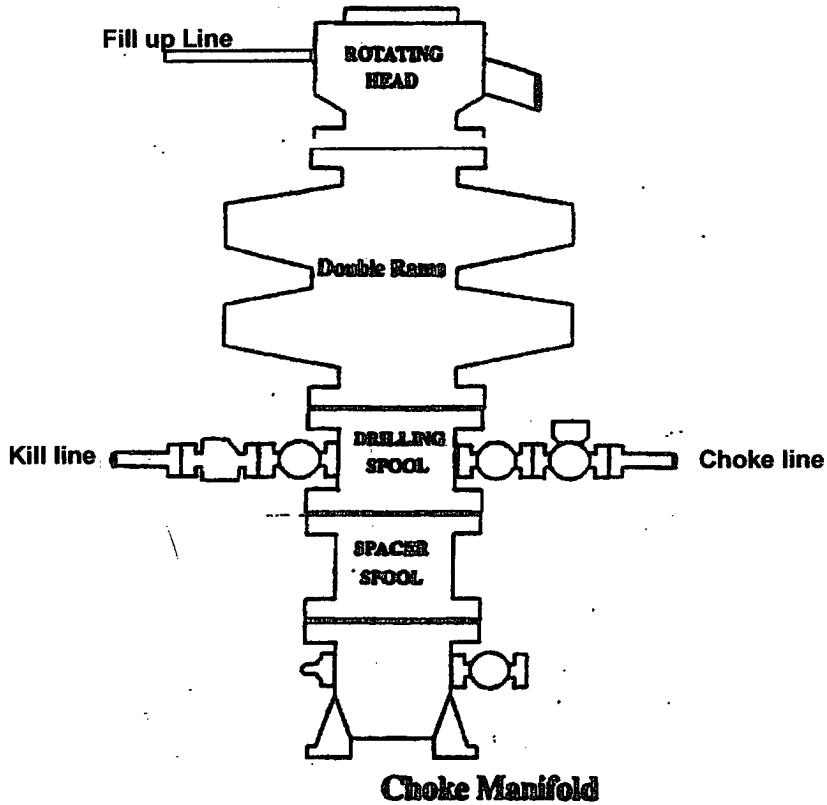 Fill up Line
ROTATING
HEAD
Double Rams
Kill line
DRILLING
SPOOL
Choke line
SPACER
SPOOL
Choke Manifold